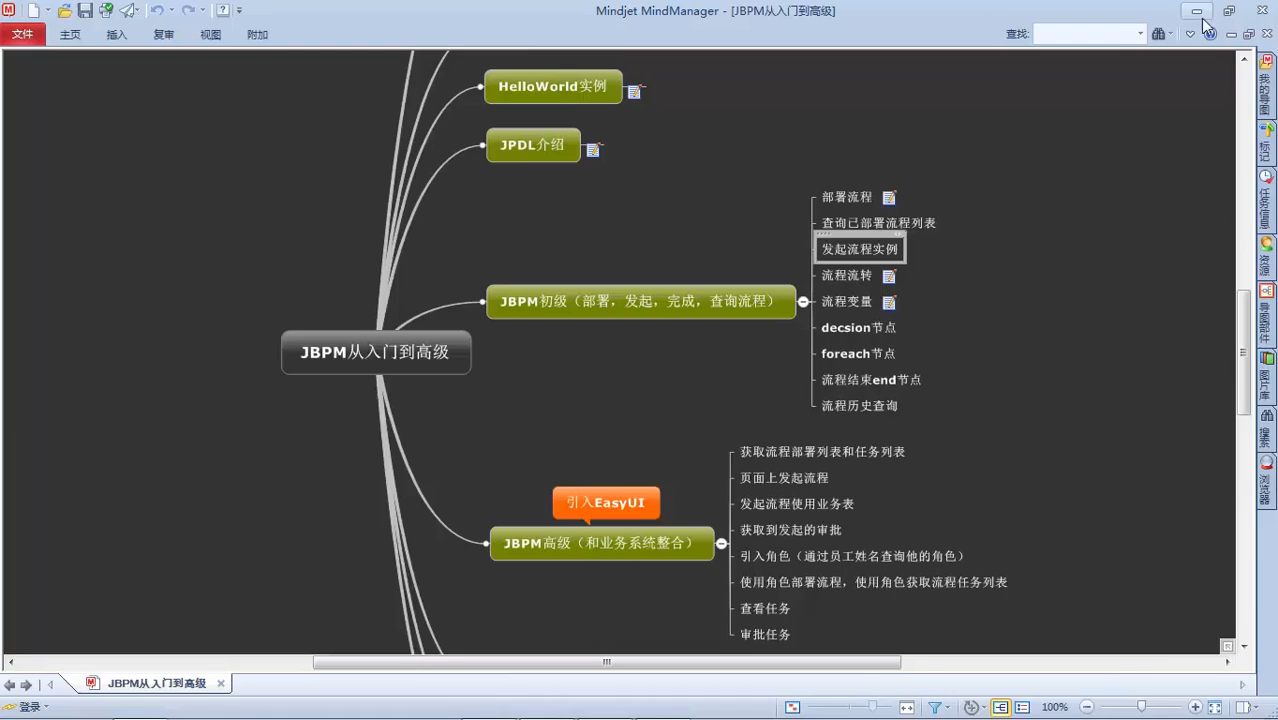 Mindjet MindManager - [JBPM从入门到高级]
文件 主页 插入 复审 视图 附加 查找:
HelloWorld实例
JPDL介绍
部署流程
查询已部署流程列表
发起流程实例
流程流转
JBPM初级（部署，发起，完成，查询流程）
流程变量
decsion节点
foreach节点
流程结束end节点
流程历史查询
JBPM从入门到高级
获取流程部署列表和任务列表
页面上发起流程
引入EasyUI
发起流程使用业务表
获取到发起的审批
JBPM高级（和业务系统整合）
引入角色（通过员工姓名查询他的角色）
使用角色部署流程，使用角色获取流程任务列表
查看任务
审批任务
我的导图
标记
任务信息
资源
导图部件
图片库
搜索
浏览器
JBPM从入门到高级
登录
100%